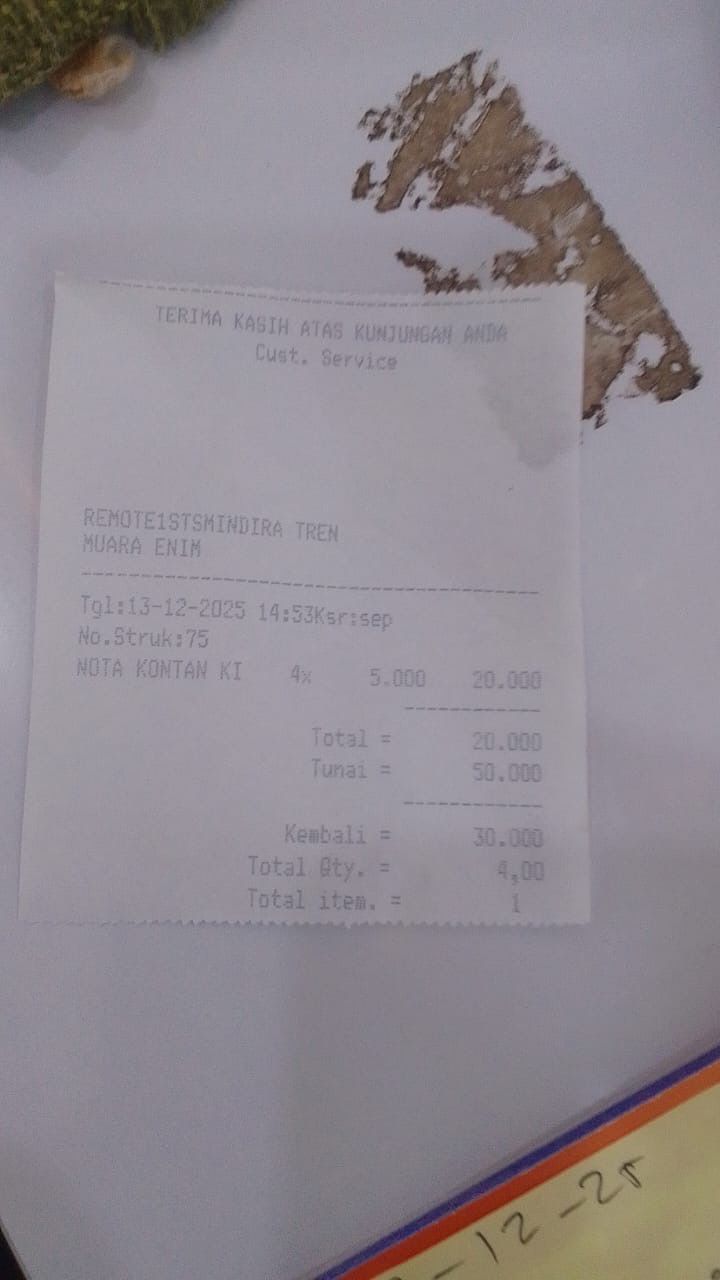 TERIMA KASIH ATAS KUNJUNGAN ANDA
Cust. Service
REMOTE1STSMINDIRA TREN
MUARA ENIM
Tgl:13-12-2025 14:53Ksr:sep
No.Struk:75
NOTA KONTAN KI 4x 5.000 20.000
Total = 20.000
Tunai = 50.000
Kembali = 30.000
Total Qty. = 4,00
Total item. = 1
-12-25